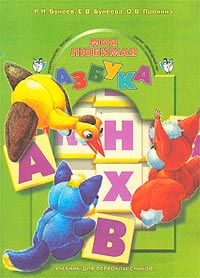 Р.Н. Бунеев, Е.В. Бунеева, О.В. Пронина
МОЯ ЛЮБИМАЯ
АЗБУКА
А Н
Х
В
УЧЕБНИК ДЛЯ ПЕРВОКЛАССНИКОВ